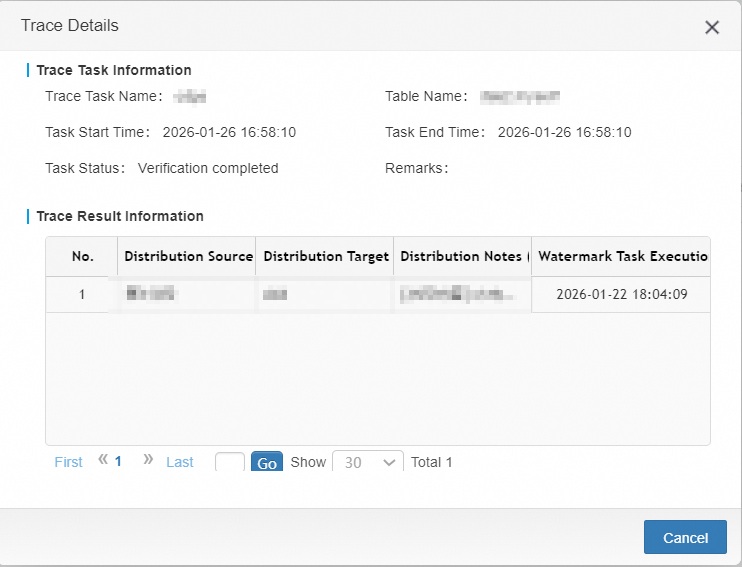 Trace Details
Trace Task Information
Trace Task Name: Table Name:
Task Start Time: 2026-01-26 16:58:10 Task End Time: 2026-01-26 16:58:10
Task Status: Verification completed Remarks:
Trace Result Information
No. Distribution Source Distribution Target Distribution Notes ( Watermark Task Executio
1 2026-01-22 18:04:09
First « 1 » Last Go Show 30 Total 1
Cancel